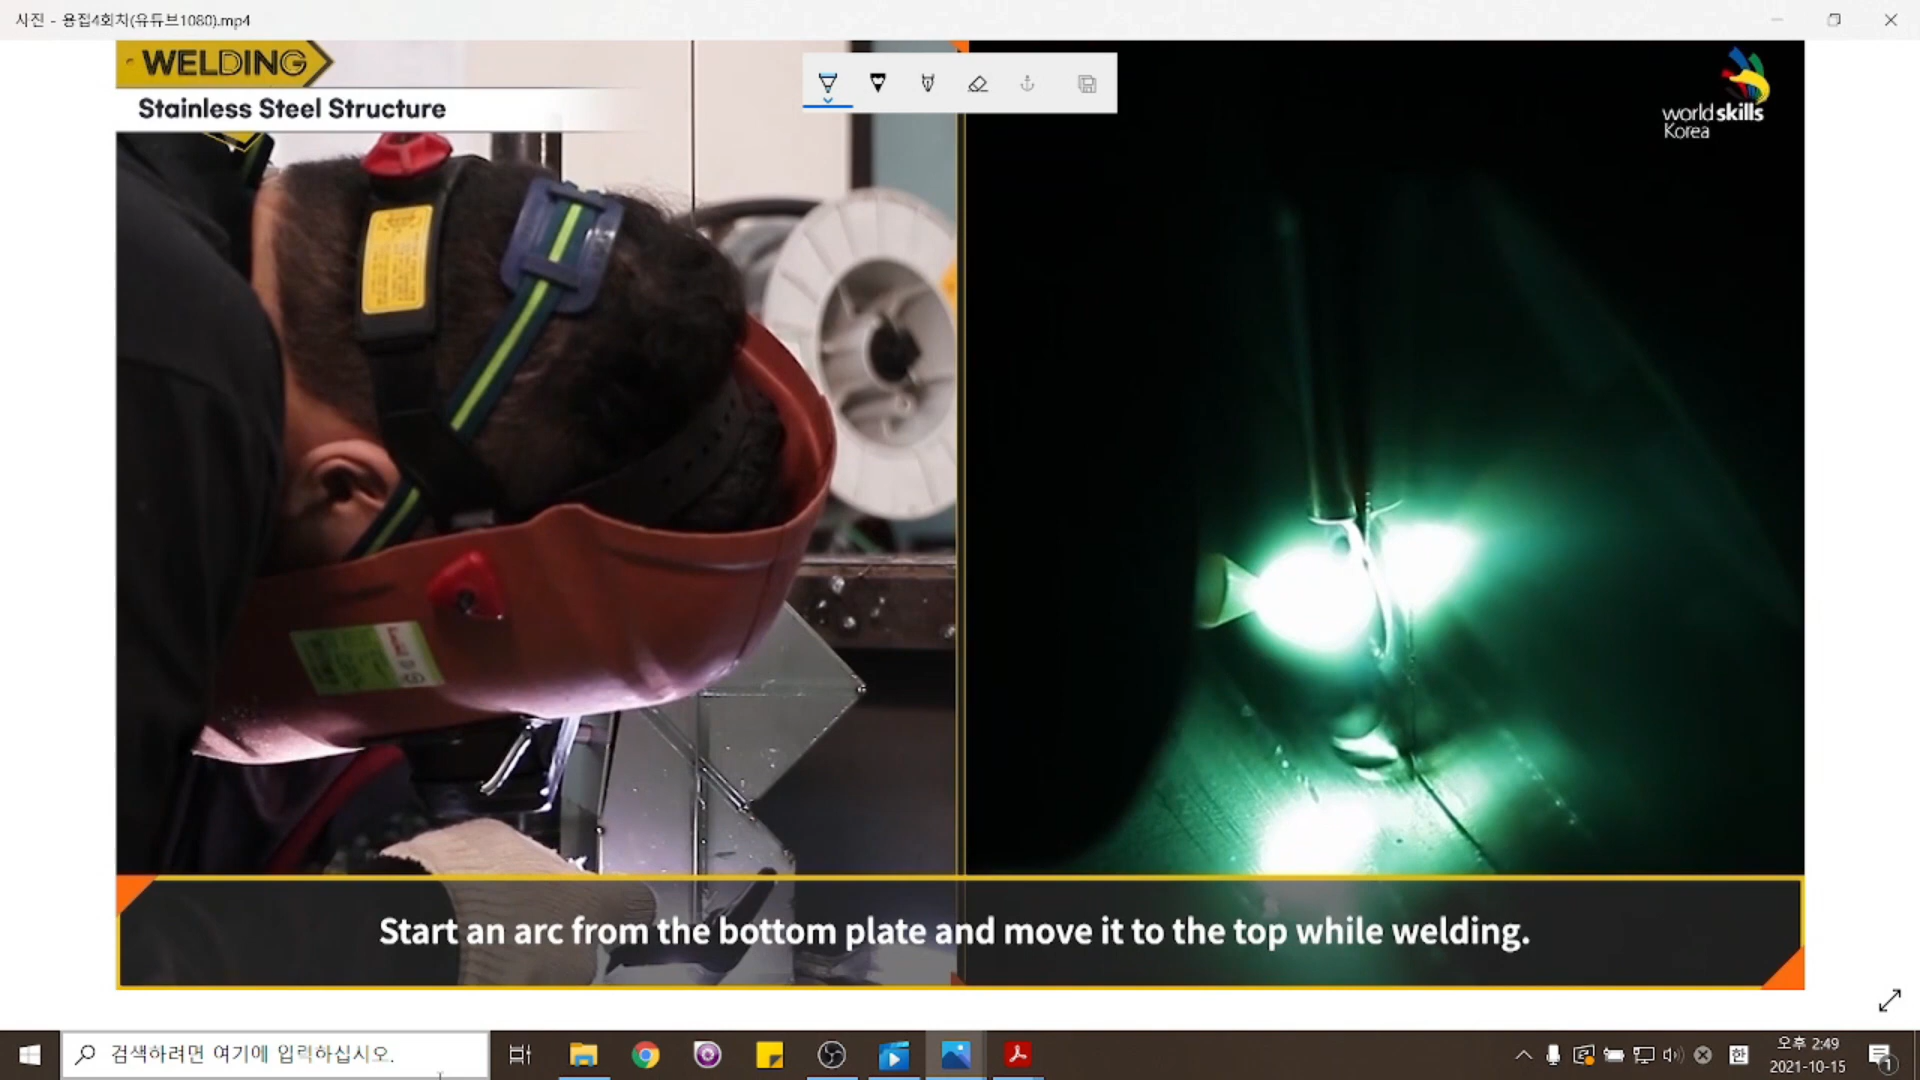 사진 - 용접4회차(유튜브1080).mp4
WELDING
Stainless Steel Structure
world skills
Korea
Start an arc from the bottom plate and move it to the top while welding.
검색하려면 여기에 입력하십시오.
한
오후 2:49
2021-10-15
1